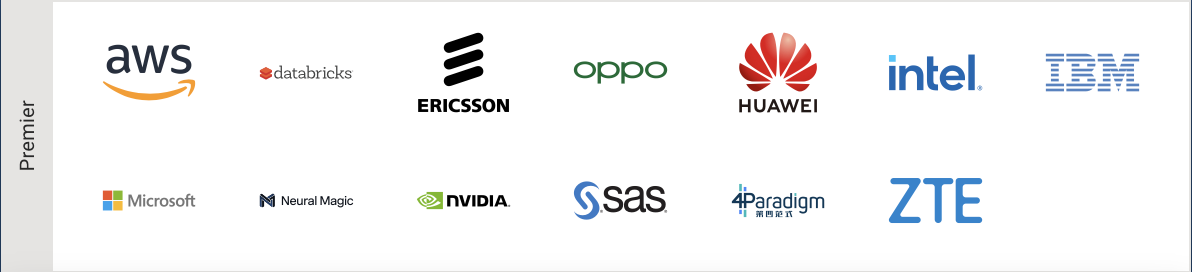 Premier
aws
databricks
ERICSSON
oppo
HUAWEI
intel
IBM
Microsoft
Neural Magic
NVIDIA
sas
4Paradigm
第四范式
ZTE